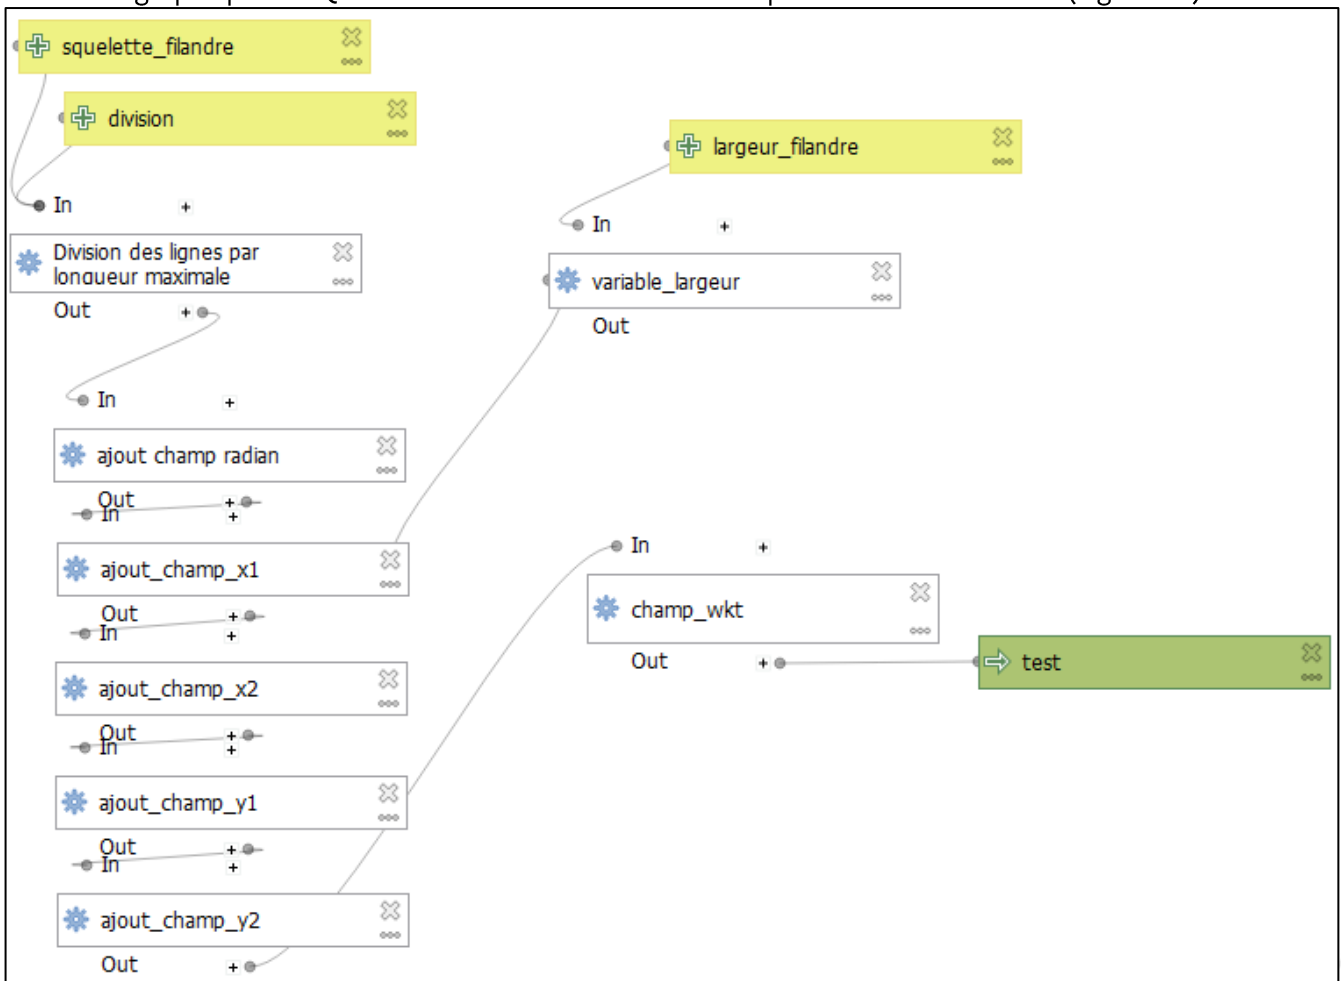 squelette_filandre
division
In
Division des lignes par
longueur maximale
Out
In
ajout champ radian
Out
In
ajout_champ_x1
Out
In
ajout_champ_x2
Out
In
ajout_champ_y1
Out
In
ajout_champ_y2
Out
largeur_filandre
In
variable_largeur
Out
In
champ_wkt
Out
test